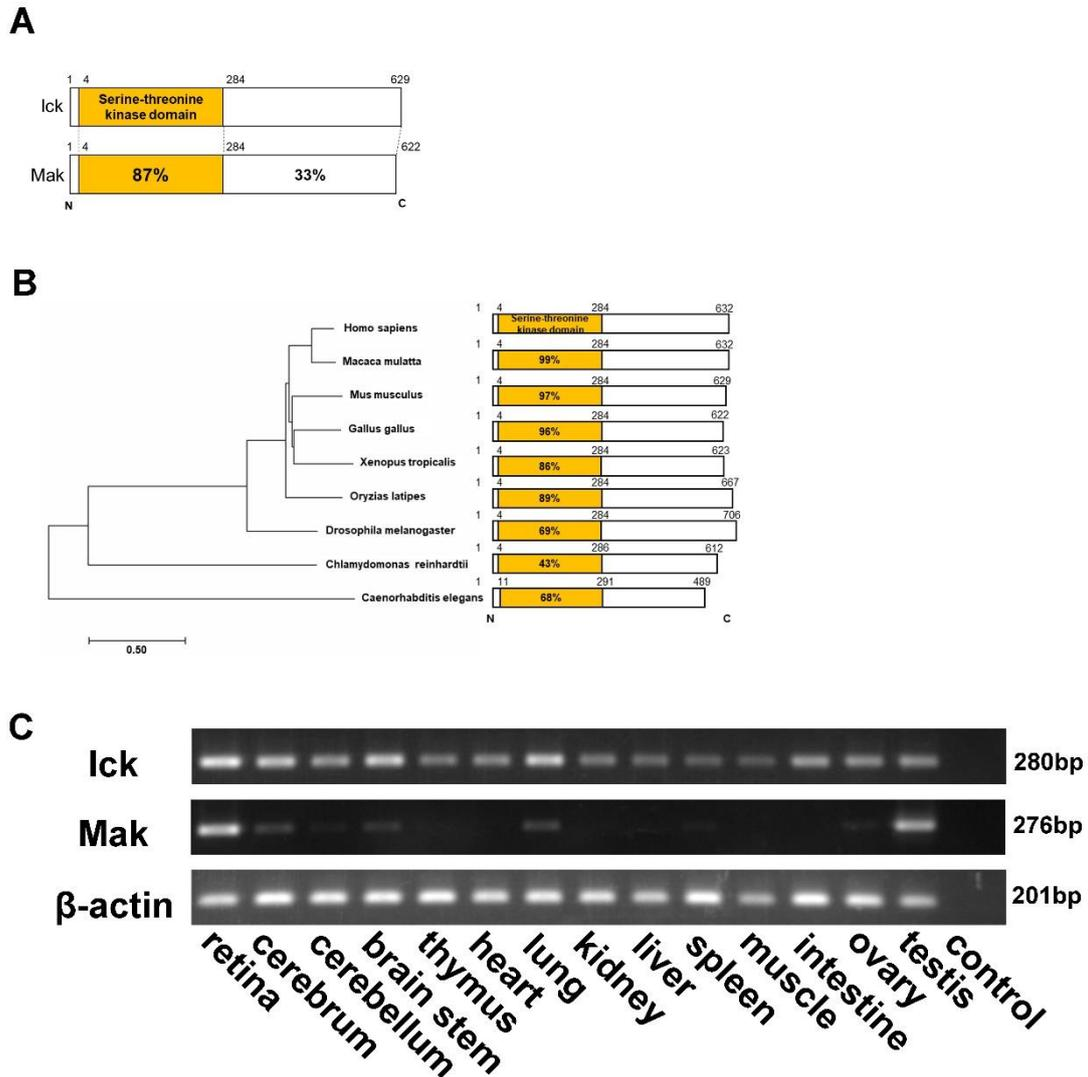 A
1 4 284 629
Ick Serine-threonine
kinase domain
1 4 284 622
Mak 87% 33%
N C
B
1 4 284 632
Homo sapiens Serine-threonine
kinase domain
1 4 284 632
Macaca mulatta 99%
1 4 284 629
Mus musculus 97%
1 4 284 622
Gallus gallus 96%
1 4 284 623
Xenopus tropicalis 86%
1 4 284 667
Oryzias latipes 89%
1 4 284 706
Drosophila melanogaster 69%
1 4 286 612
Chlamydomonas reinhardtii 43%
1 11 291 489
Caenorhabditis elegans 68%
N C
0.50
C
Ick 280bp
Mak 276bp
β-actin 201bp
retina
cerebrum
cerebellum
brain stem
thymus
heart
lung
kidney
liver
spleen
muscle
intestine
ovary
testis
control